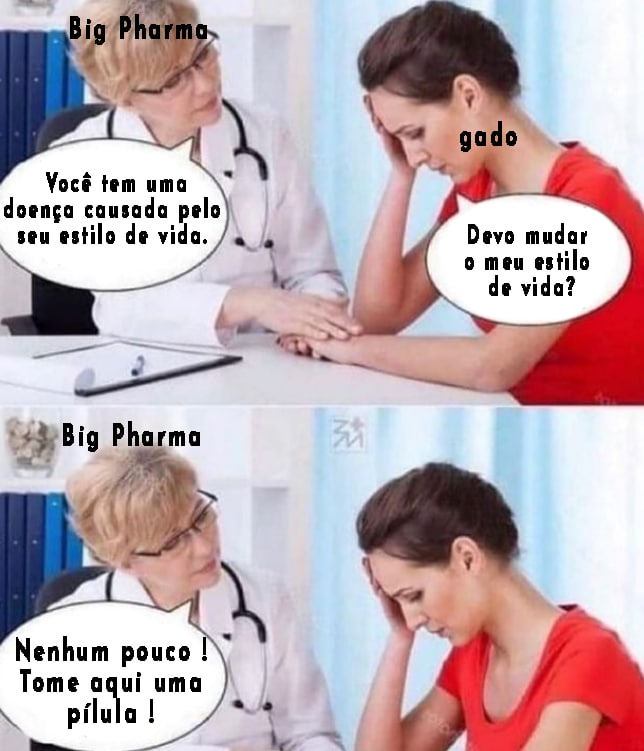 Big Pharma
gado
Você tem uma
doença causada pelo
seu estilo de vida.
Devo mudar
o meu estilo
de vida?
Big Pharma
Nenhum pouco !
Tome aqui uma
pílula !